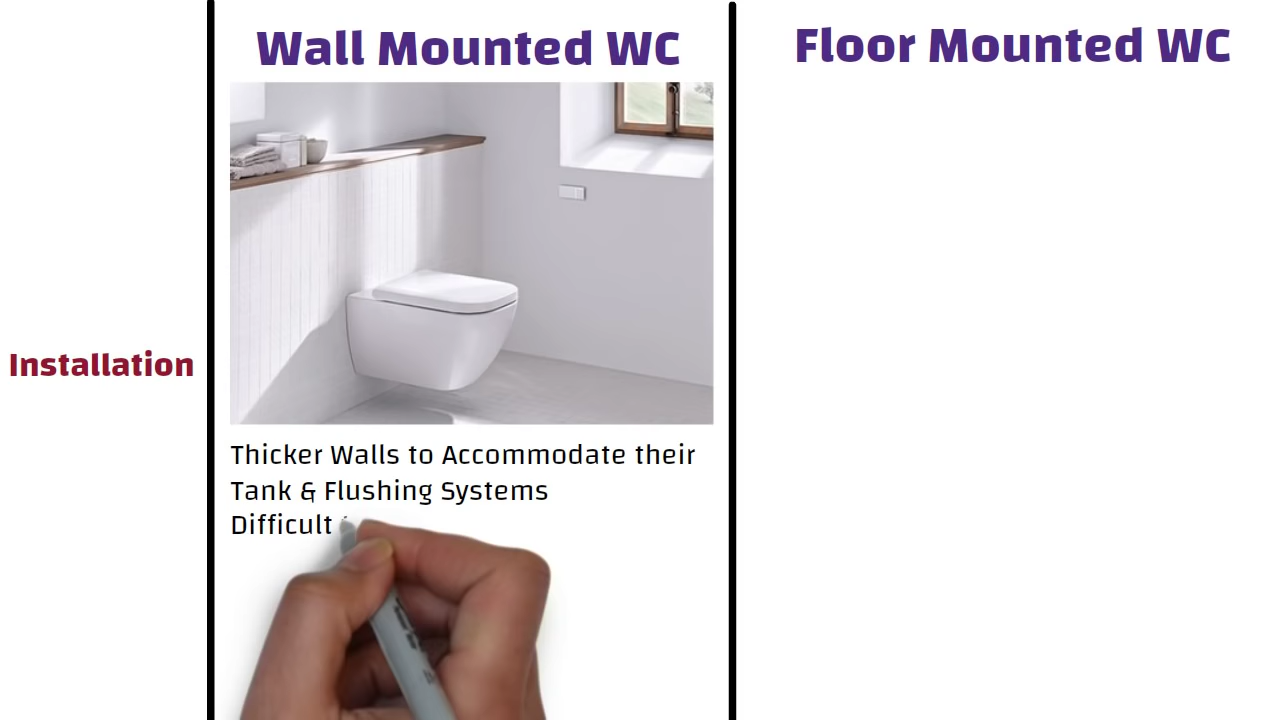 Wall Mounted WC
Floor Mounted WC
Installation
Thicker Walls to Accommodate their
Tank & Flushing Systems
Difficult